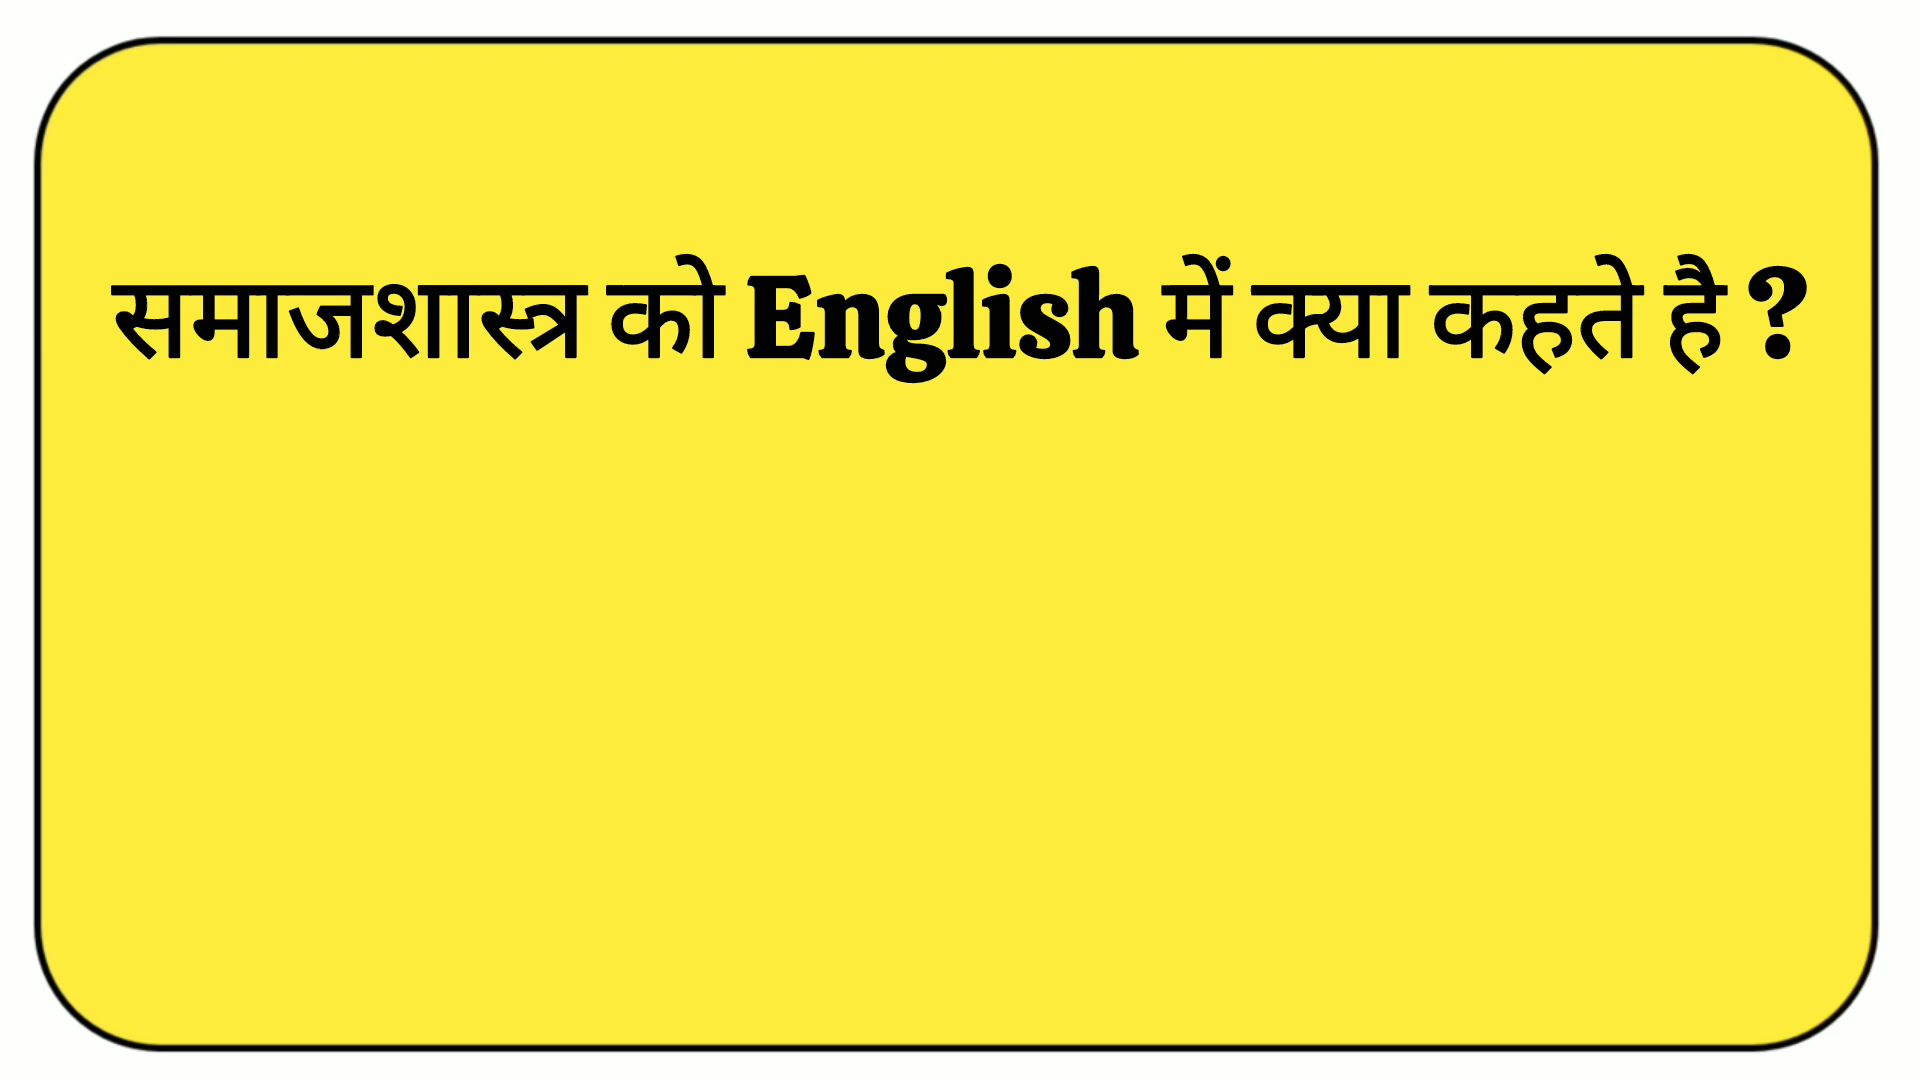 समाजशास्त्र को English में क्या कहते है ?